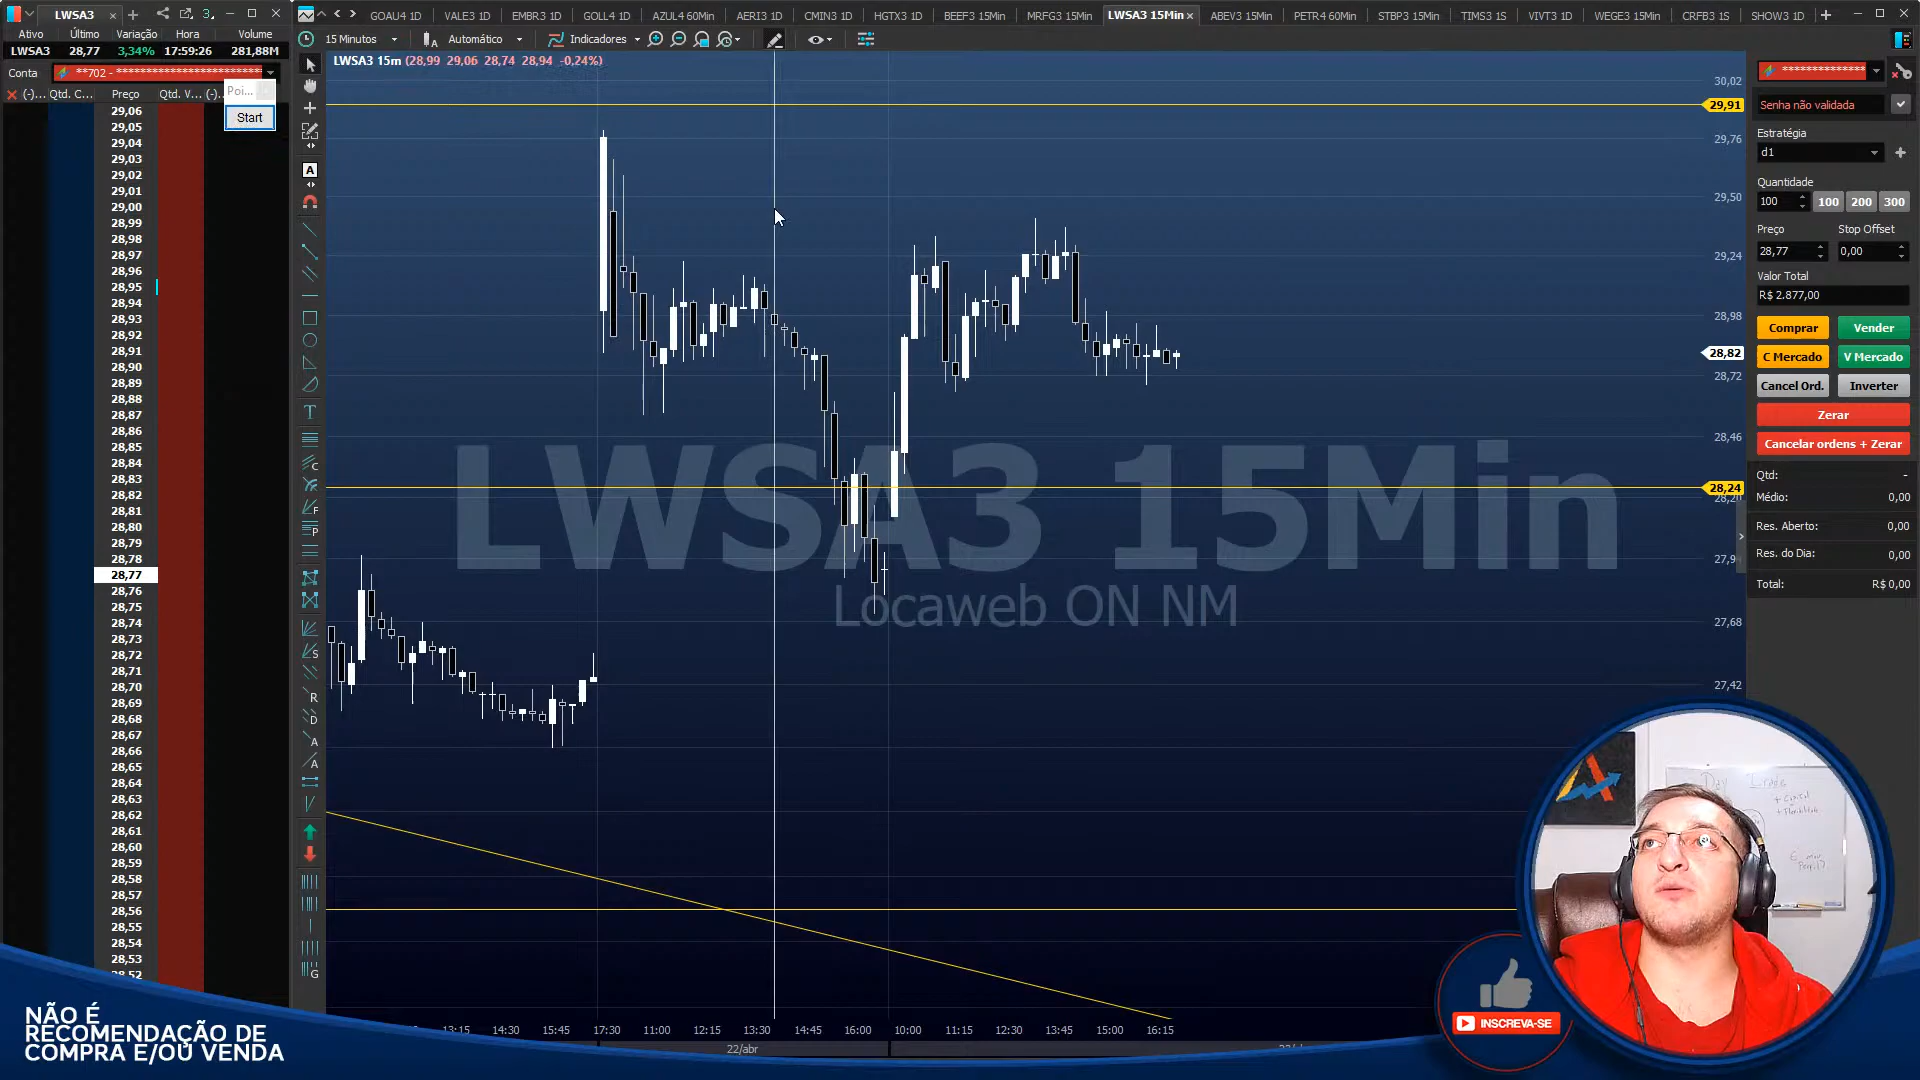 LWSA3
3
GOAU4 1D
VALE3 1D
EMBR3 1D
GOLL4 1D
AZUL4 60Min
AERI3 1D
CMIN3 1D
HGTX3 1D
BEEF3 15Min
MRFG3 15Min
LWSA3 15Min
ABEV3 15Min
PETR4 60Min
STBP3 15Min
TIMS3 1S
VIVT3 1D
WEGE3 15Min
CRFB3 1S
SHOW3 1D
Ativo Último Variação Hora Volume
LWSA3 28,77 3,34% 17:59:26 281,88M
15 Minutos
Automático
Indicadores
Conta **702 - **************************
LWSA3 15m (28,99 29,06 28,74 28,94 -0,24%)
(-)... Qtd. C... Preço Qtd. V... (-)...
Poi...
Start
29,06
29,05
29,04
29,03
29,02
29,01
29,00
28,99
28,98
28,97
28,96
28,95
28,94
28,93
28,92
28,91
28,90
28,89
28,88
28,87
28,86
28,85
28,84
28,83
28,82
28,81
28,80
28,79
28,78
28,77
28,76
28,75
28,74
28,73
28,72
28,71
28,70
28,69
28,68
28,67
28,66
28,65
28,64
28,63
28,62
28,61
28,60
28,59
28,58
28,57
28,56
28,55
28,54
28,53
28,52
LWSA3 15Min
Locaweb ON NM
30,02
29,91
29,76
29,50
29,24
28,98
28,82
28,72
28,46
28,24
28,20
27,94
27,68
27,42
13:15 14:30 15:45 17:30 11:00 12:15 13:30 14:45 16:00 10:00 11:15 12:30 13:45 15:00 16:15
22/abr
**************
Senha não validada
Estratégia
d1
Quantidade
100 100 200 300
Preço Stop Offset
28,77 0,00
Valor Total
R$ 2.877,00
Comprar Vender
C Mercado V Mercado
Cancel Ord. Inverter
Zerar
Cancelar ordens + Zerar
Qtd: -
Médio: 0,00
Res. Aberto: 0,00
Res. do Dia: 0,00
Total: R$ 0,00
Day Trade
INSCREVA-SE
NÃO É
RECOMENDAÇÃO DE
COMPRA E/OU VENDA